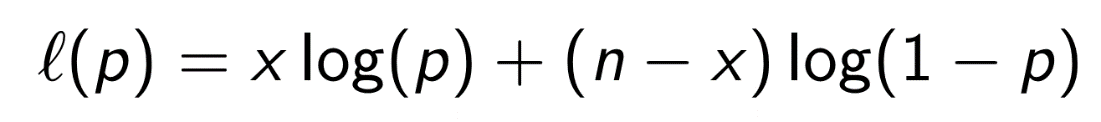 ℓ(p) = x log(p) + (n − x) log(1 − p)